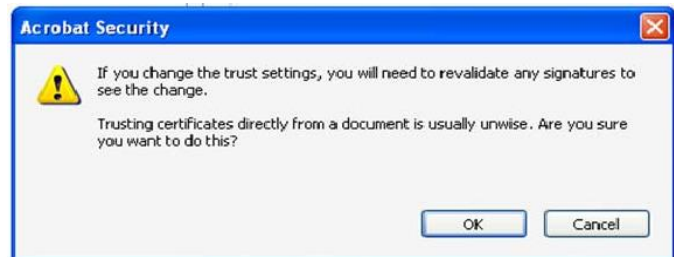 Acrobat Security
If you change the trust settings, you will need to revalidate any signatures to
see the change.
Trusting certificates directly from a document is usually unwise. Are you sure
you want to do this?
OK
Cancel